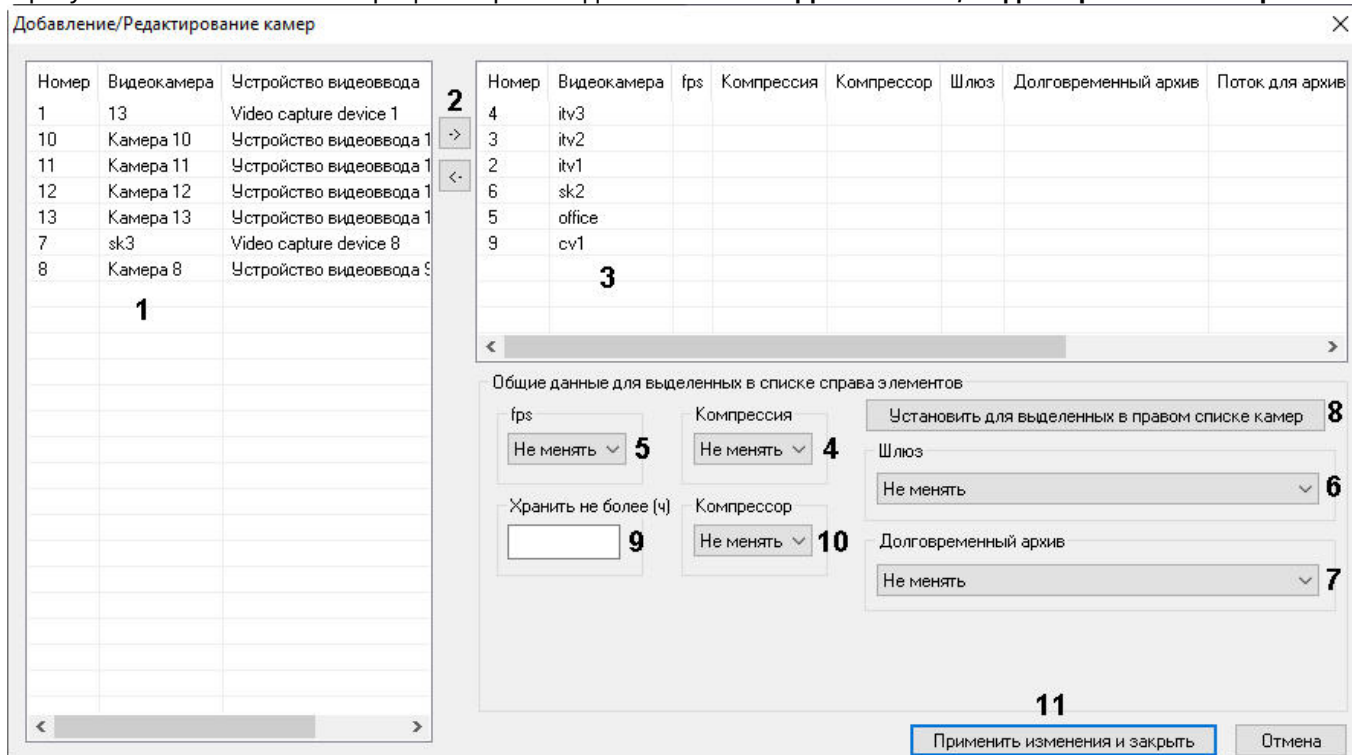 Добавление/Редактирование камер
Номер Видеокамера Устройство видеоввода
1 13 Video capture device 1
10 Камера 10 Устройство видеоввода 1
11 Камера 11 Устройство видеоввода 1
12 Камера 12 Устройство видеоввода 1
13 Камера 13 Устройство видеоввода 1
7 sk3 Video capture device 8
8 Камера 8 Устройство видеоввода 9
1
2
->
<-
Номер Видеокамера fps Компрессия Компрессор Шлюз Долговременный архив Поток для архив
4 itv3
3 itv2
2 itv1
6 sk2
5 office
9 cv1
3
Общие данные для выделенных в списке справа элементов
fps Компрессия
Установить для выделенных в правом списке камер 8
Не менять 5 Не менять 4
Шлюз
Не менять 6
Хранить не более (ч) Компрессор
9 Не менять 10
Долговременный архив
Не менять 7
11
Применить изменения и закрыть Отмена